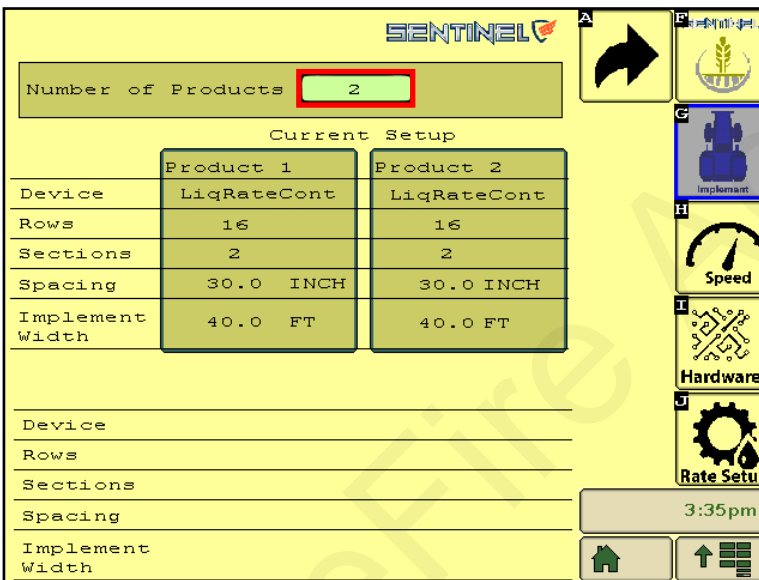 SENTINEL
A
F
SENTINEL
Number of Products 2
Current Setup
G
Implement
Product 1 Product 2
Device LiqRateCont LiqRateCont
Rows 16 16
H
Speed
Sections 2 2
Spacing 30.0 INCH 30.0 INCH
Implement Width 40.0 FT 40.0 FT
I
Hardware
J
Rate Setu
Device
Rows
Sections
Spacing
3:35pm
Implement
Width